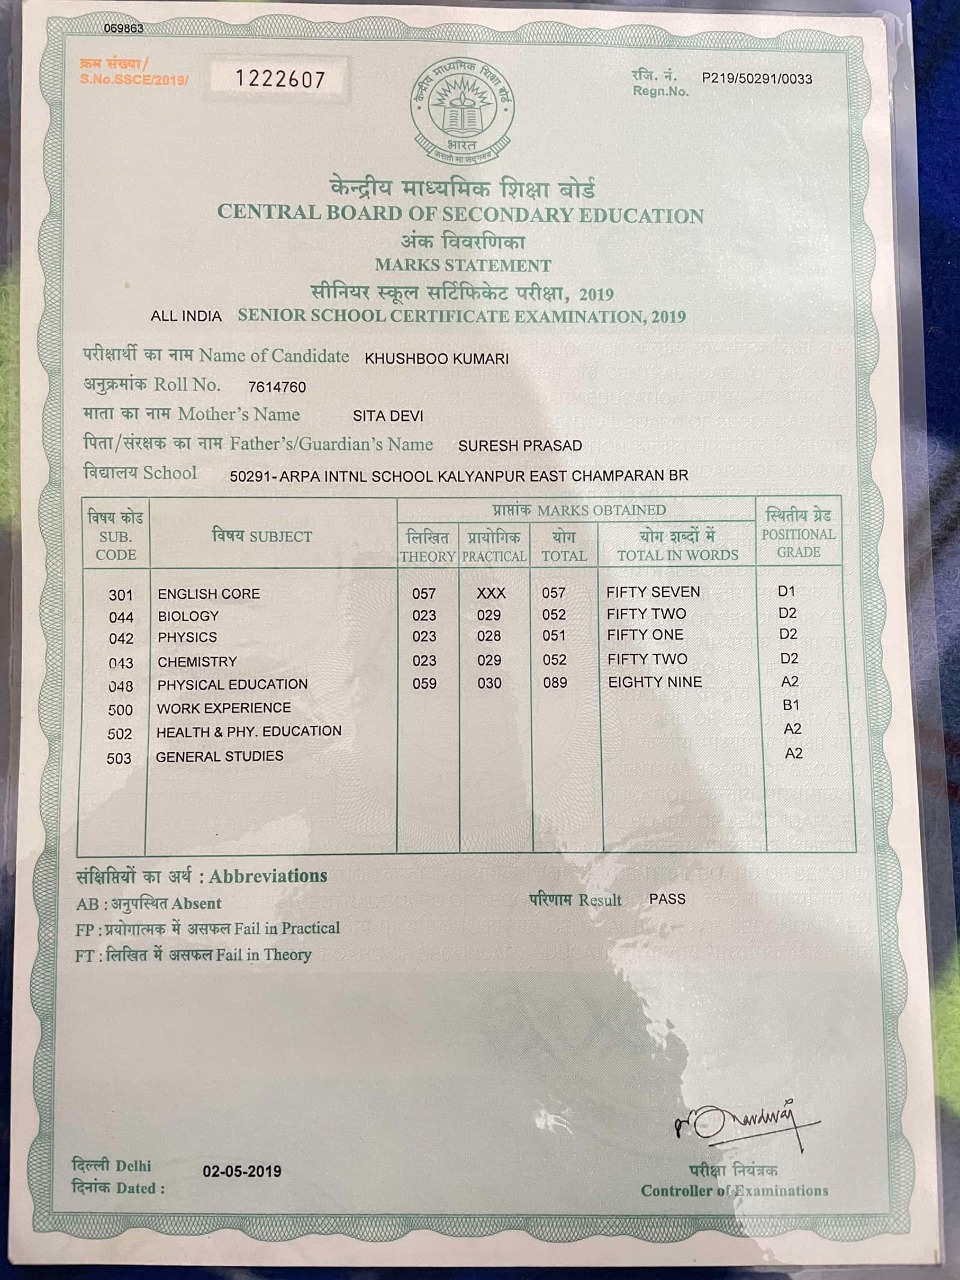 069863
क्रम संख्या/
S.No.SSCE/2019/ 1222607
रजि. नं. P219/50291/0033
Regn.No.
केन्द्रीय माध्यमिक शिक्षा बोर्ड
भारत
असतो मा सद्गमय
केन्द्रीय माध्यमिक शिक्षा बोर्ड
CENTRAL BOARD OF SECONDARY EDUCATION
अंक विवरणिका
MARKS STATEMENT
सीनियर स्कूल सर्टिफिकेट परीक्षा, 2019
ALL INDIA SENIOR SCHOOL CERTIFICATE EXAMINATION, 2019
परीक्षार्थी का नाम Name of Candidate KHUSHBOO KUMARI
अनुक्रमांक Roll No. 7614760
माता का नाम Mother's Name SITA DEVI
पिता/संरक्षक का नाम Father's/Guardian's Name SURESH PRASAD
विद्यालय School 50291-ARPA INTNL SCHOOL KALYANPUR EAST CHAMPARAN BR
विषय कोड SUB. CODE विषय SUBJECT प्राप्तांक MARKS OBTAINED स्थितीय ग्रेड POSITIONAL GRADE
लिखित प्रायोगिक योग योग शब्दों में
THEORY PRACTICAL TOTAL TOTAL IN WORDS
301 ENGLISH CORE 057 XXX 057 FIFTY SEVEN D1
044 BIOLOGY 023 029 052 FIFTY TWO D2
042 PHYSICS 023 028 051 FIFTY ONE D2
043 CHEMISTRY 023 029 052 FIFTY TWO D2
048 PHYSICAL EDUCATION 059 030 089 EIGHTY NINE A2
500 WORK EXPERIENCE B1
502 HEALTH & PHY. EDUCATION A2
503 GENERAL STUDIES A2
संक्षिप्तियों का अर्थ : Abbreviations
AB : अनुपस्थित Absent परिणाम Result PASS
FP : प्रयोगात्मक में असफल Fail in Practical
FT : लिखित में असफल Fail in Theory
दिल्ली Delhi
दिनांक Dated : 02-05-2019
परीक्षा नियंत्रक
Controller of Examinations